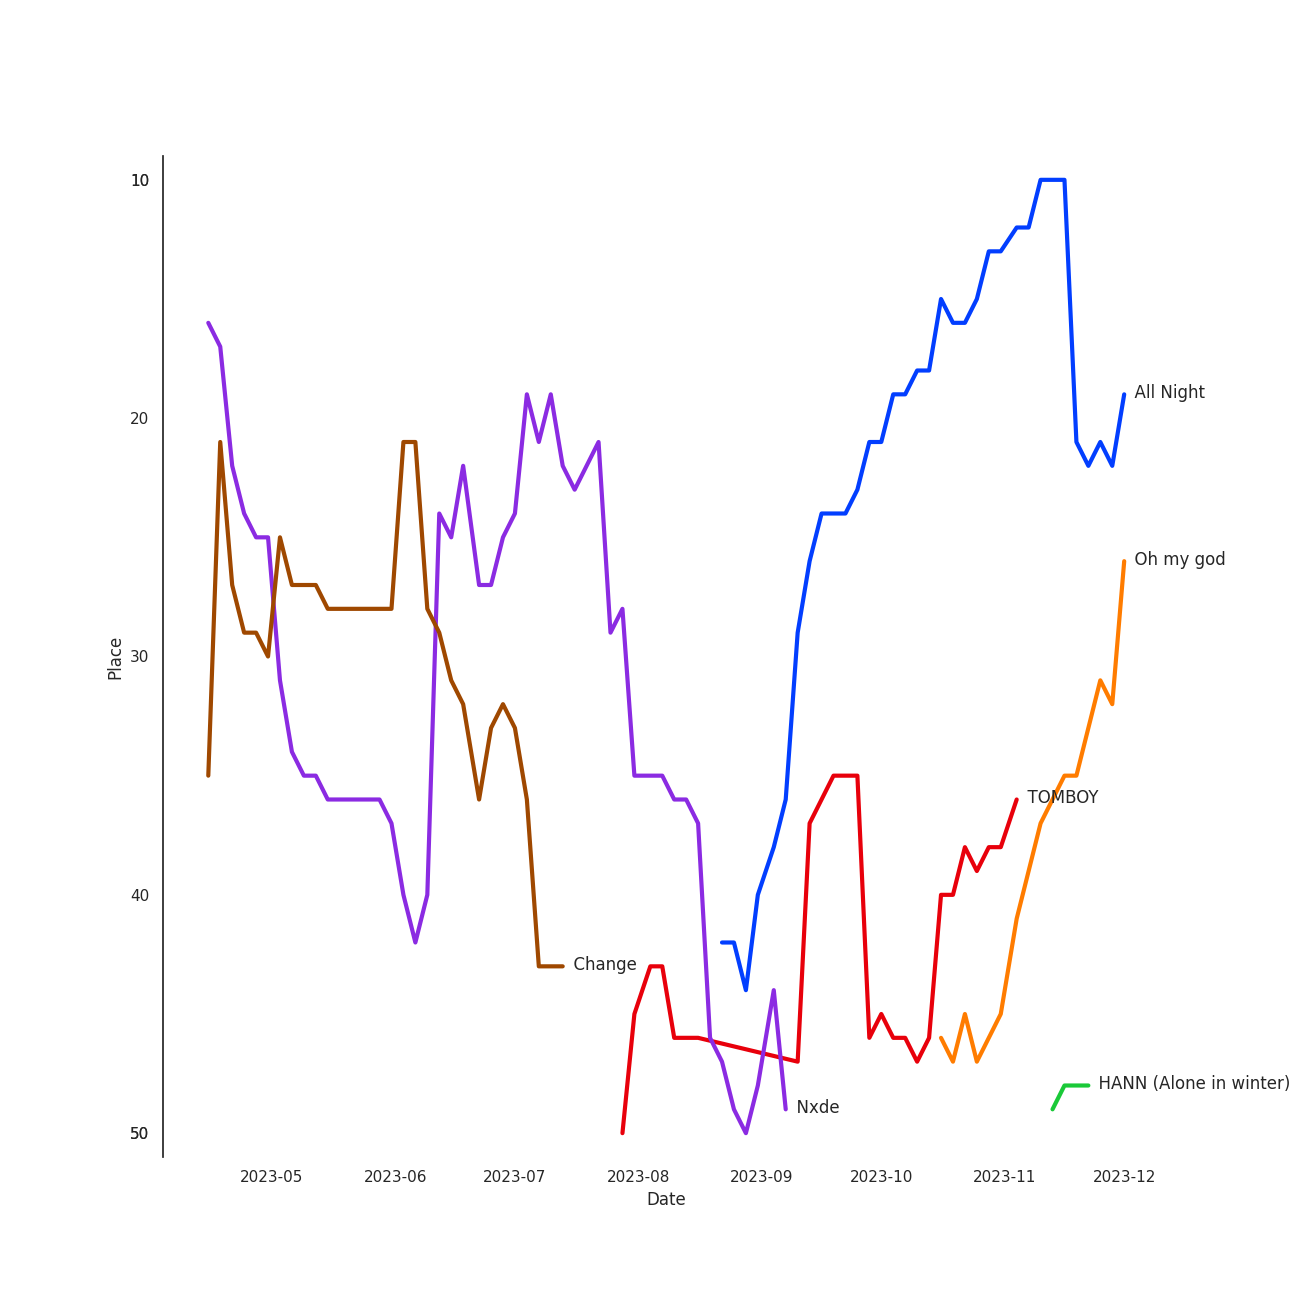 10
20
30
40
50
Place
All Night
Oh my god
TOMBOY
Change
HANN (Alone in winter)
Nxde
2023-05
2023-06
2023-07
2023-08
2023-09
2023-10
2023-11
2023-12
Date